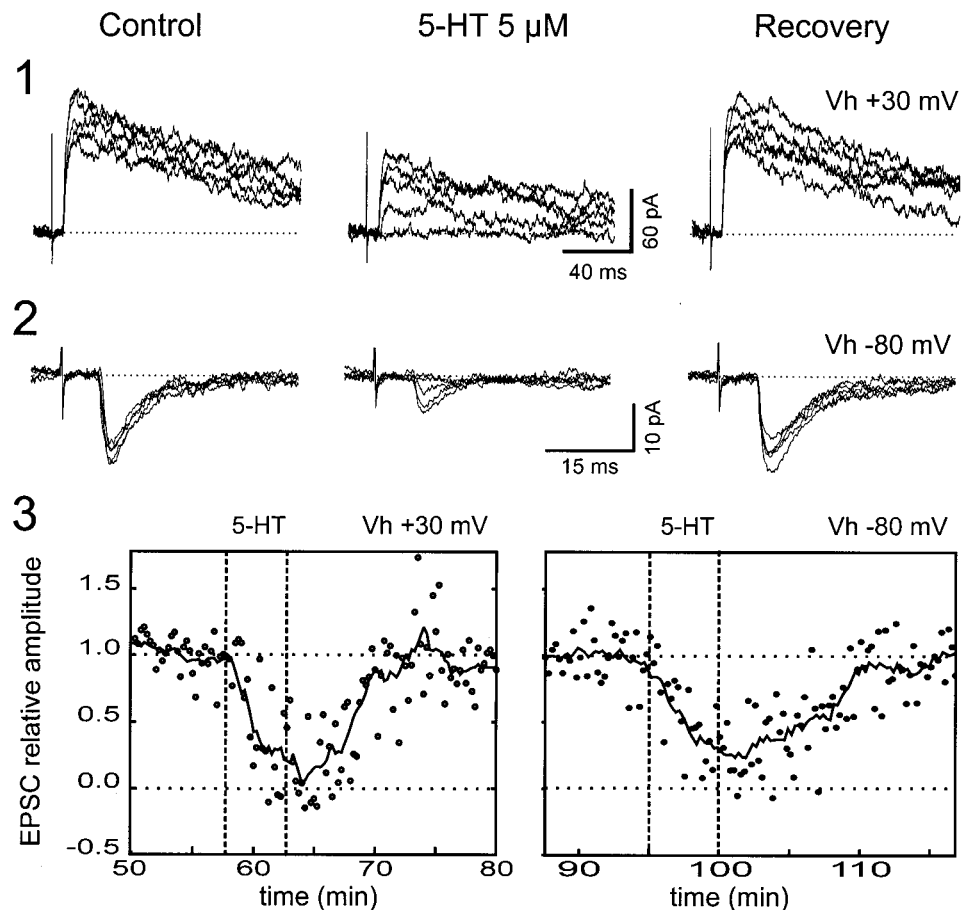 Control
5-HT 5 µM
Recovery
1
Vh +30 mV
60 pA
40 ms
2
Vh -80 mV
10 pA
15 ms
3
5-HT
Vh +30 mV
5-HT
Vh -80 mV
EPSC relative amplitude
1.5
1.0
0.5
0.0
-0.5
50
60
70
80
90
100
110
time (min)
time (min)